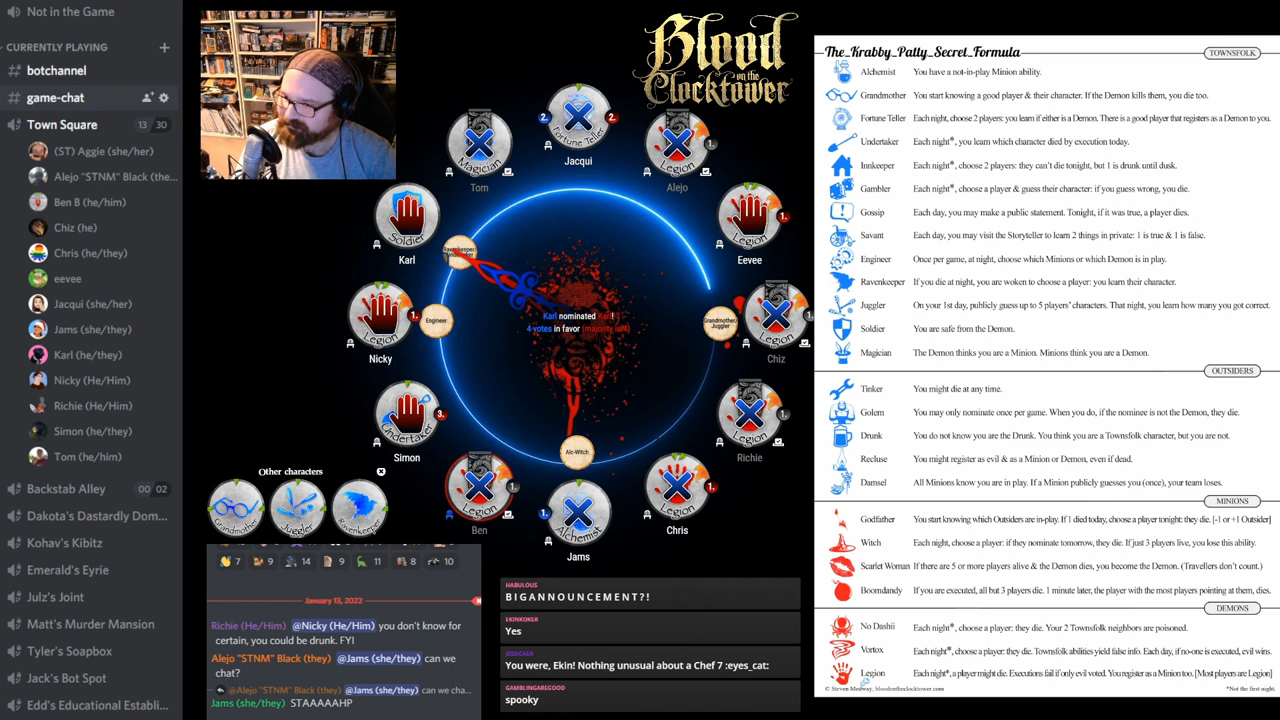 Not in the Game
CURRENTLY PLAYING
# botchannel
# game-chat
Town Square
13 / 30
(ST) Aggie (she/her)
Alejo "STNM" Black (the...
Ben B (he/him)
Chiz (he)
Chris (he/they)
eevee
Jacqui (she/her)
Jams (she/they)
Karl (he/they)
Nicky (He/Him)
Richie (He/Him)
Simon (he/they)
Tom (he/him)
Backstab Alley
00 / 02
Dakota's Dastardly Dom...
Kohav's Kibitz
Emerald's Eyrie
Julz's Joint
Matt's Murder Mansion
Tyler's Soapbox
Jack's Spot
Edd's Educational Establi...
Blood
on the
Clocktower
Magician
Tom
2.
Fortune Teller
2.
Jacqui
Legion
1.
Alejo
Soldier
Karl
Legion
1.
Eevee
Legion
1.
Nicky
Engineer
Grandmother/
Juggler
Legion
Chiz
Karl nominated Karl!
4 votes in favor (majority is 4)
Undertaker
3.
Simon
Legion
1.
Richie
Alc-Witch
Legion
1.
Ben
1.
Alchemist
Jams
Legion
1.
Chris
Other characters
Grandmother
Juggler
Ravenkeeper
7
9
14
9
11
8
10
January 13, 2022
Richie (He/Him) @Nicky (He/Him) you don't know for
certain, you could be drunk. FYI
Alejo "STNM" Black (they) @Jams (she/they) can we
chat?
@Alejo "STNM" Black (they) @Jams (she/they) can we cha...
Jams (she/they) STAAAAAHP
HABULOUS
B I G A N N O U N C E M E N T ? !
EKINKOKER
Yes
JESSICAEA
You were, Ekin! Nothing unusual about a Chef 7 :eyes_cat:
GAMBLINGAREGOOD
spooky
The_Krabby_Patty_Secret_Formula
TOWNSFOLK
Alchemist You have a not-in-play Minion ability.
Grandmother You start knowing a good player & their character. If the Demon kills them, you die too.
Fortune Teller Each night, choose 2 players: you learn if either is a Demon. There is a good player that registers as a Demon to you.
Undertaker Each night*, you learn which character died by execution today.
Innkeeper Each night*, choose 2 players: they can't die tonight, but 1 is drunk until dusk.
Gambler Each night*, choose a player & guess their character: if you guess wrong, you die.
Gossip Each day, you may make a public statement. Tonight, if it was true, a player dies.
Savant Each day, you may visit the Storyteller to learn 2 things in private: 1 is true & 1 is false.
Engineer Once per game, at night, choose which Minions or which Demon is in play.
Ravenkeeper If you die at night, you are woken to choose a player: you learn their character.
Juggler On your 1st day, publicly guess up to 5 players' characters. That night, you learn how many you got correct.
Soldier You are safe from the Demon.
Magician The Demon thinks you are a Minion. Minions think you are a Demon.
OUTSIDERS
Tinker You might die at any time.
Golem You may only nominate once per game. When you do, if the nominee is not the Demon, they die.
Drunk You do not know you are the Drunk. You think you are a Townsfolk character, but you are not.
Recluse You might register as evil & as a Minion or Demon, even if dead.
Damsel All Minions know you are in play. If a Minion publicly guesses you (once), your team loses.
MINIONS
Godfather You start knowing which Outsiders are in-play. If 1 died today, choose a player tonight: they die. [-1 or +1 Outsider]
Witch Each night, choose a player: if they nominate tomorrow, they die. If just 3 players live, you lose this ability.
Scarlet Woman If there are 5 or more players alive & the Demon dies, you become the Demon. (Travellers don't count.)
Boomdandy If you are executed, all but 3 players die. 1 minute later, the player with the most players pointing at them, dies.
DEMONS
No Dashii Each night*, choose a player: they die. Your 2 Townsfolk neighbors are poisoned.
Vortox Each night*, choose a player: they die. Townsfolk abilities yield false info. Each day, if no-one is executed, evil wins.
Legion Each night*, a player might die. Executions fail if only evil voted. You register as a Minion too. [Most players are Legion]
© Steven Medway, bloodontheclocktower.com
*Not the first night.